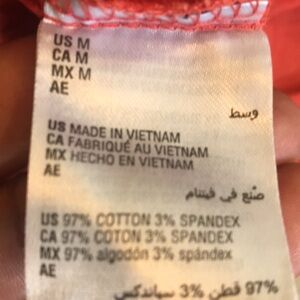 US M
CA M
MX M
AE
وسط
US MADE IN VIETNAM
CA FABRIQUÉ AU VIETNAM
MX HECHO EN VIETNAM
AE
صنع في فيتنام
US 97% COTTON 3% SPANDEX
CA 97% COTON 3% SPANDEX
MX 97% algodón 3% spándex
AE
97% قطن 3% سباندكس